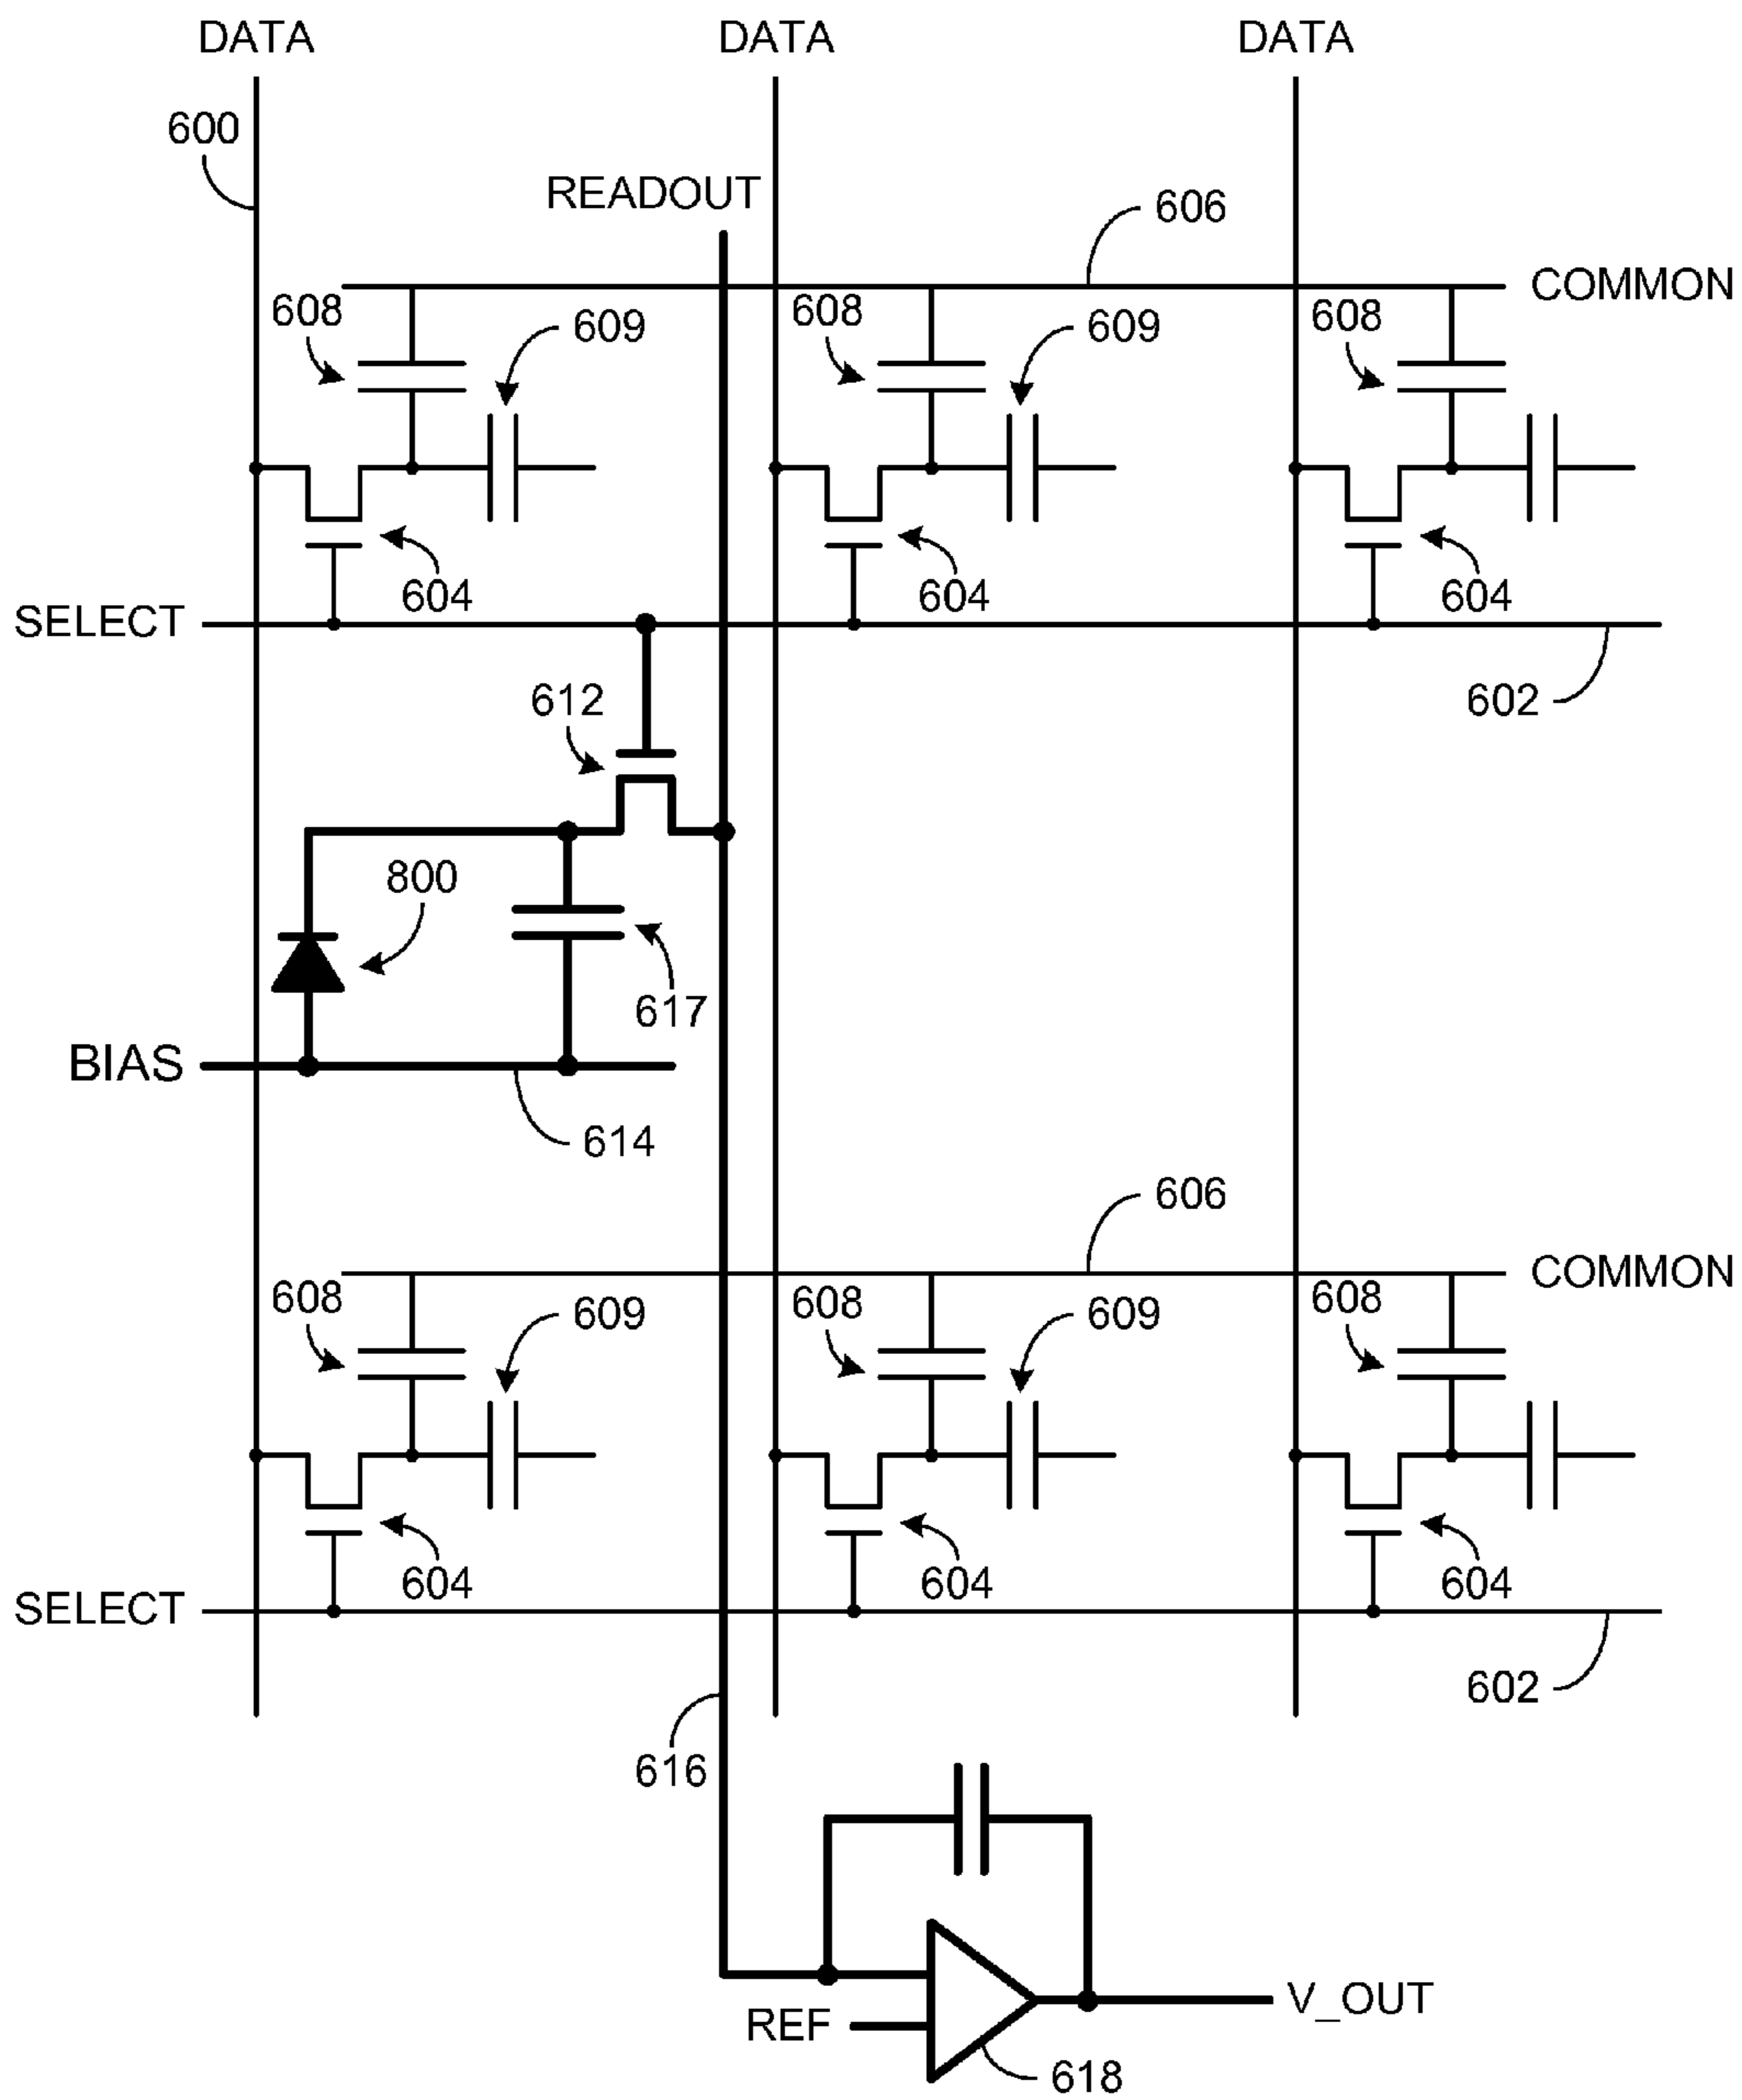 DATA DATA DATA
600
READOUT
606
COMMON
608 609 608 609 608
604 604 604
SELECT
612
602
800
617
BIAS
614
606
COMMON
608 609 608 609 608
604 604 604
SELECT
602
616
V_OUT
REF
618